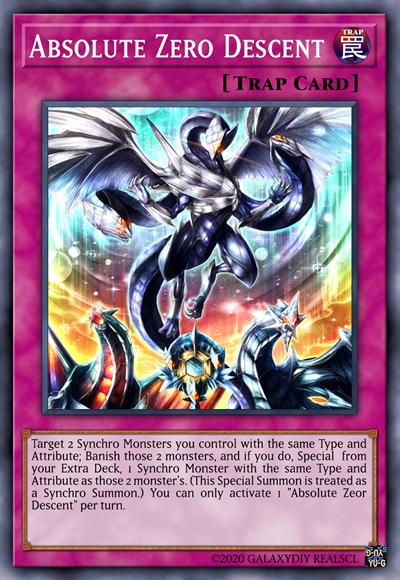 Absolute Zero Descent
TRAP
罠
[Trap Card]
Target 2 Synchro Monsters you control with the same Type and
Attribute; Banish those 2 monsters, and if you do, Special from
your Extra Deck, 1 Synchro Monster with the same Type and
Attribute as those 2 monster's. (This Special Summon is treated as
a Synchro Summon.) You can only activate 1 "Absolute Zeor
Descent" per turn.
©2020 GALAXYDIY REALSCL
YU-G